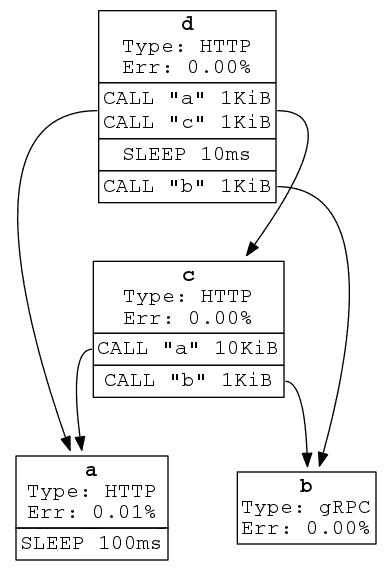 d
Type: HTTP
Err: 0.00%
CALL "a" 1KiB
CALL "c" 1KiB
SLEEP 10ms
CALL "b" 1KiB
c
Type: HTTP
Err: 0.00%
CALL "a" 10KiB
CALL "b" 1KiB
a
Type: HTTP
Err: 0.01%
SLEEP 100ms
b
Type: gRPC
Err: 0.00%